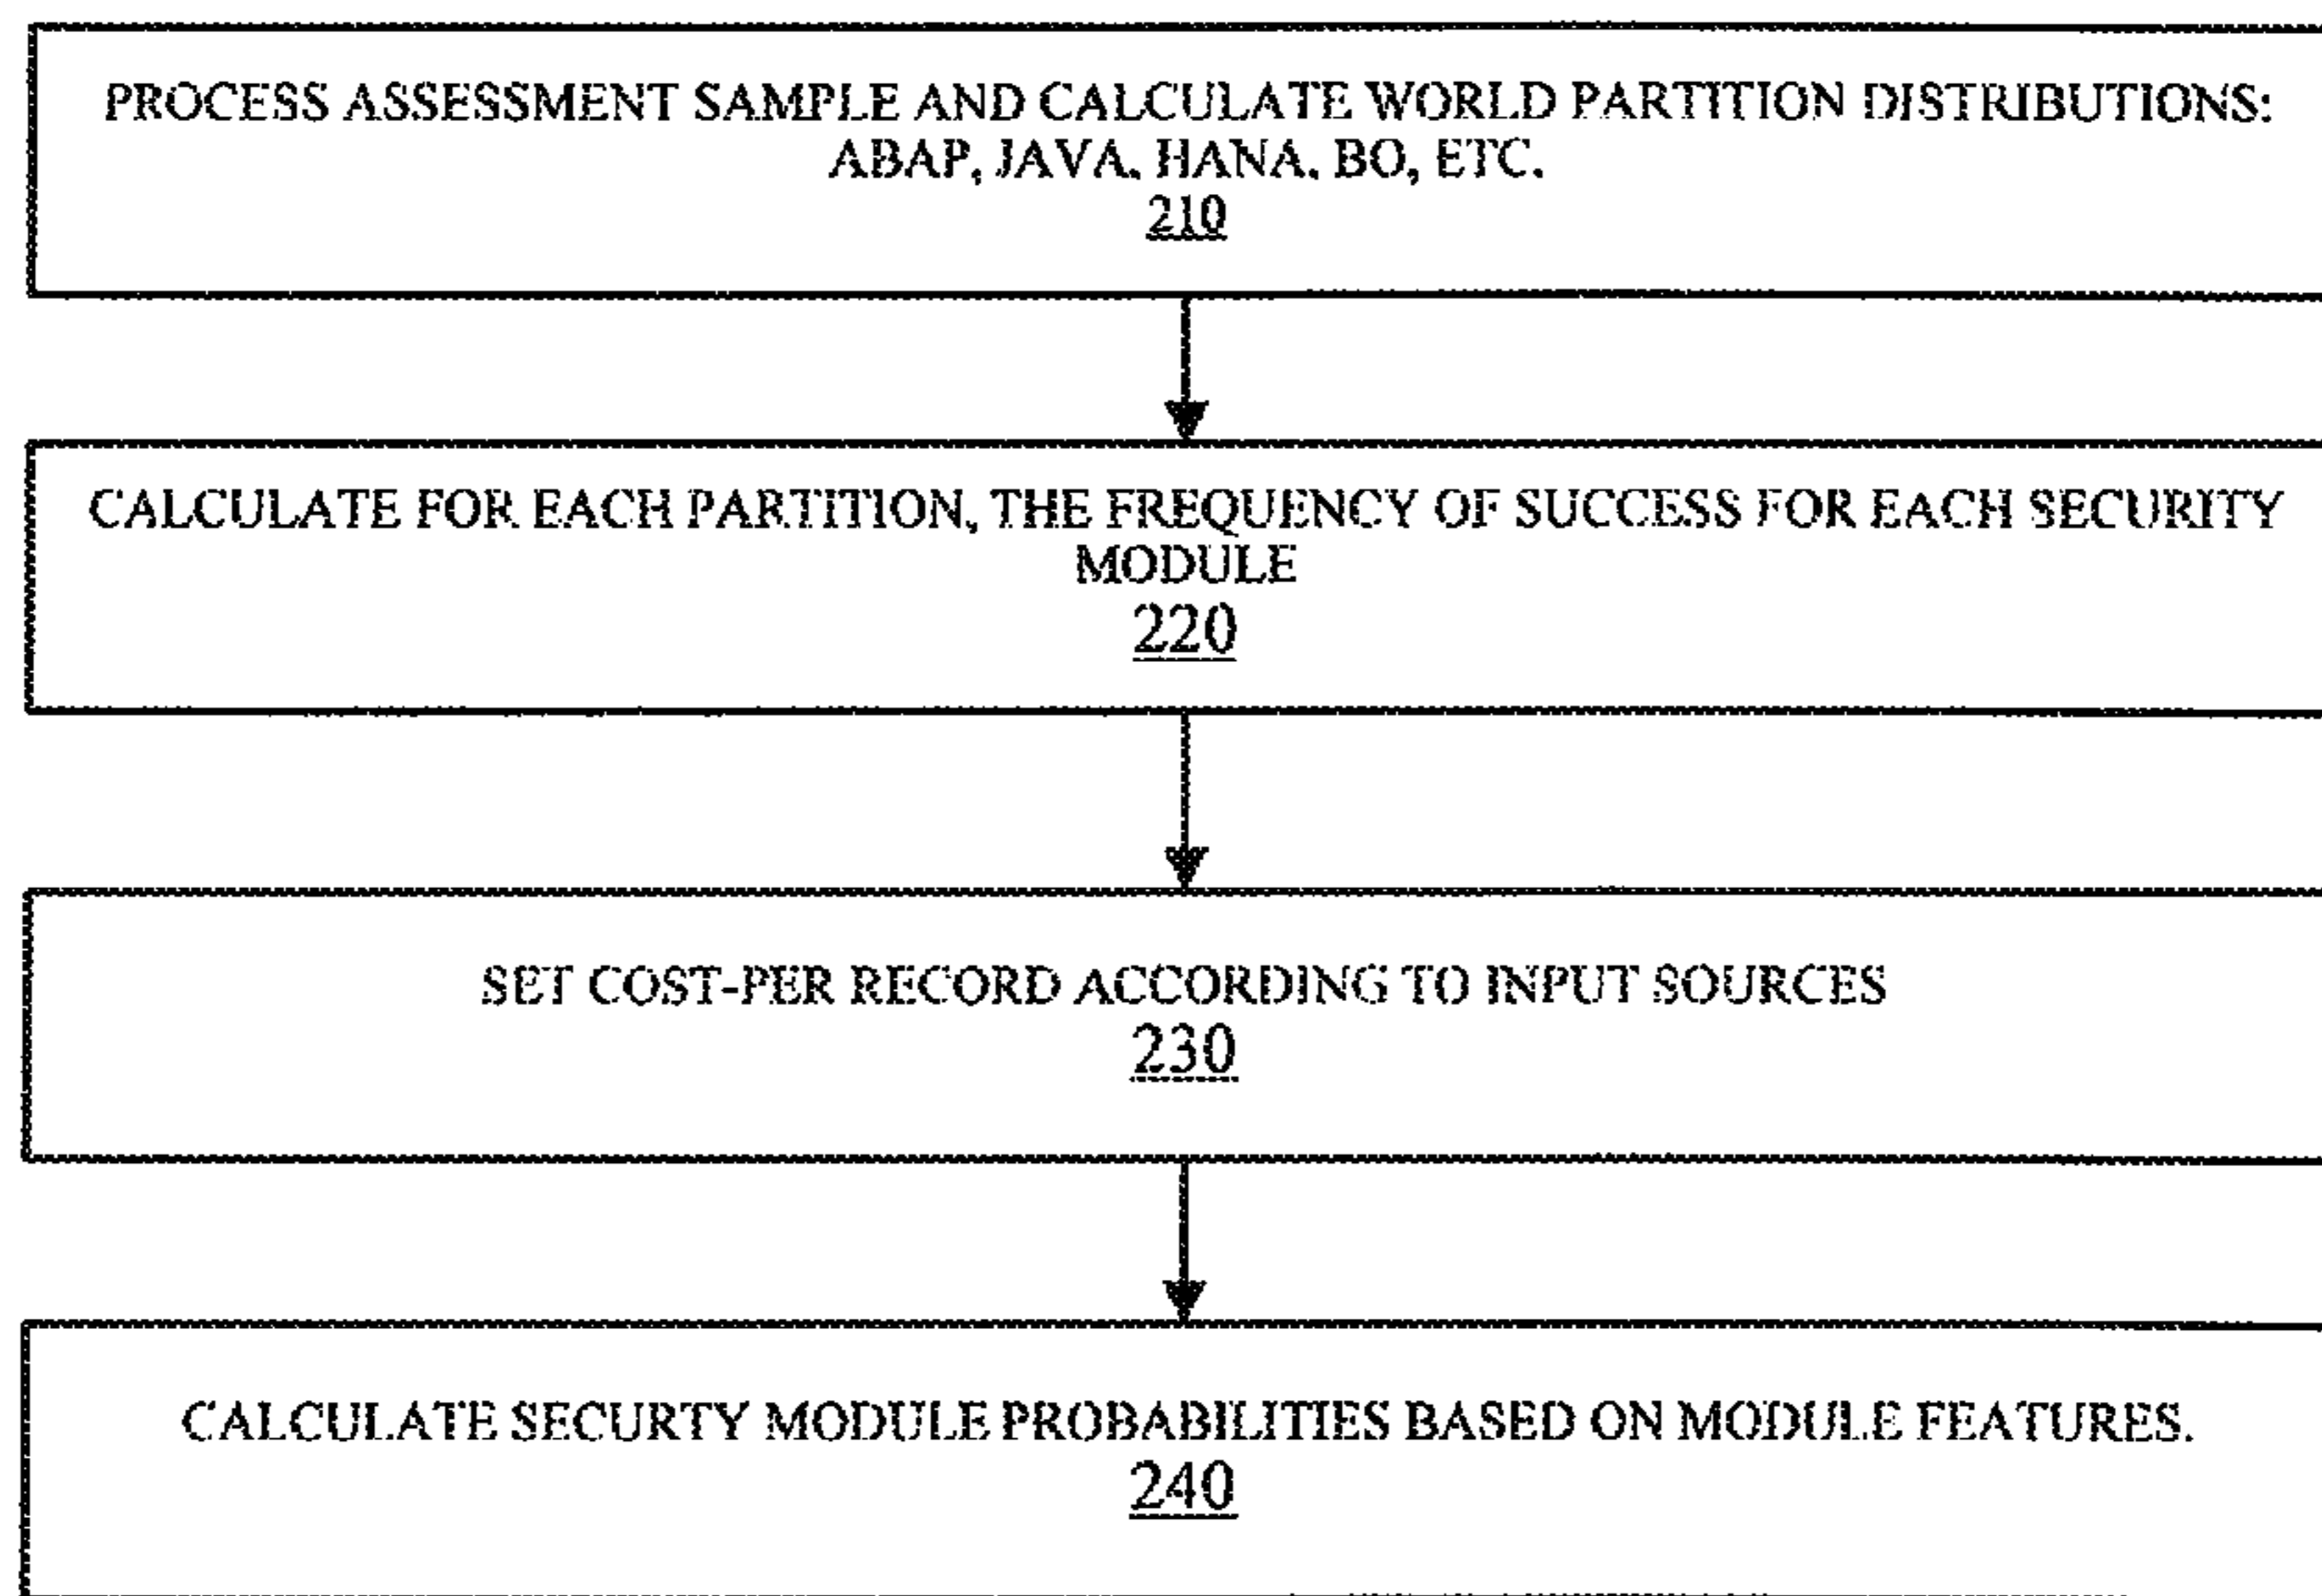 PROCESS ASSESSMENT SAMPLE AND CALCULATE WORLD PARTITION DISTRIBUTIONS:
ABAP, JAVA, HANA, BO, ETC.
210
CALCULATE FOR EACH PARTITION, THE FREQUENCY OF SUCCESS FOR EACH SECURITY
MODULE
220
SET COST-PER RECORD ACCORDING TO INPUT SOURCES
230
CALCULATE SECURTY MODULE PROBABILITIES BASED ON MODULE FEATURES.
240